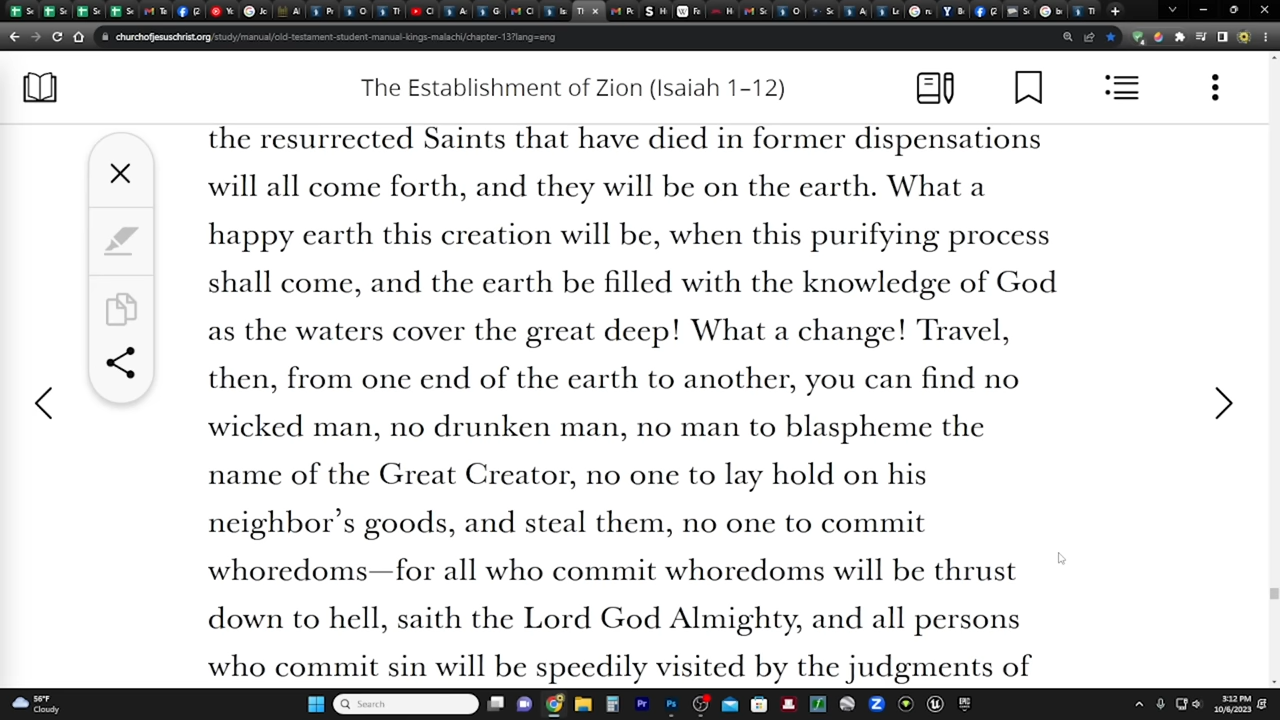 churchofjesuschrist.org/study/manual/old-testament-student-manual-kings-malachi/chapter-13?lang=eng
The Establishment of Zion (Isaiah 1–12)
the resurrected Saints that have died in former dispensations
will all come forth, and they will be on the earth. What a
happy earth this creation will be, when this purifying process
shall come, and the earth be filled with the knowledge of God
as the waters cover the great deep! What a change! Travel,
then, from one end of the earth to another, you can find no
wicked man, no drunken man, no man to blaspheme the
name of the Great Creator, no one to lay hold on his
neighbor’s goods, and steal them, no one to commit
whoredoms—for all who commit whoredoms will be thrust
down to hell, saith the Lord God Almighty, and all persons
who commit sin will be speedily visited by the judgments of
56°F
Cloudy
Search
3:12 PM
10/6/2023